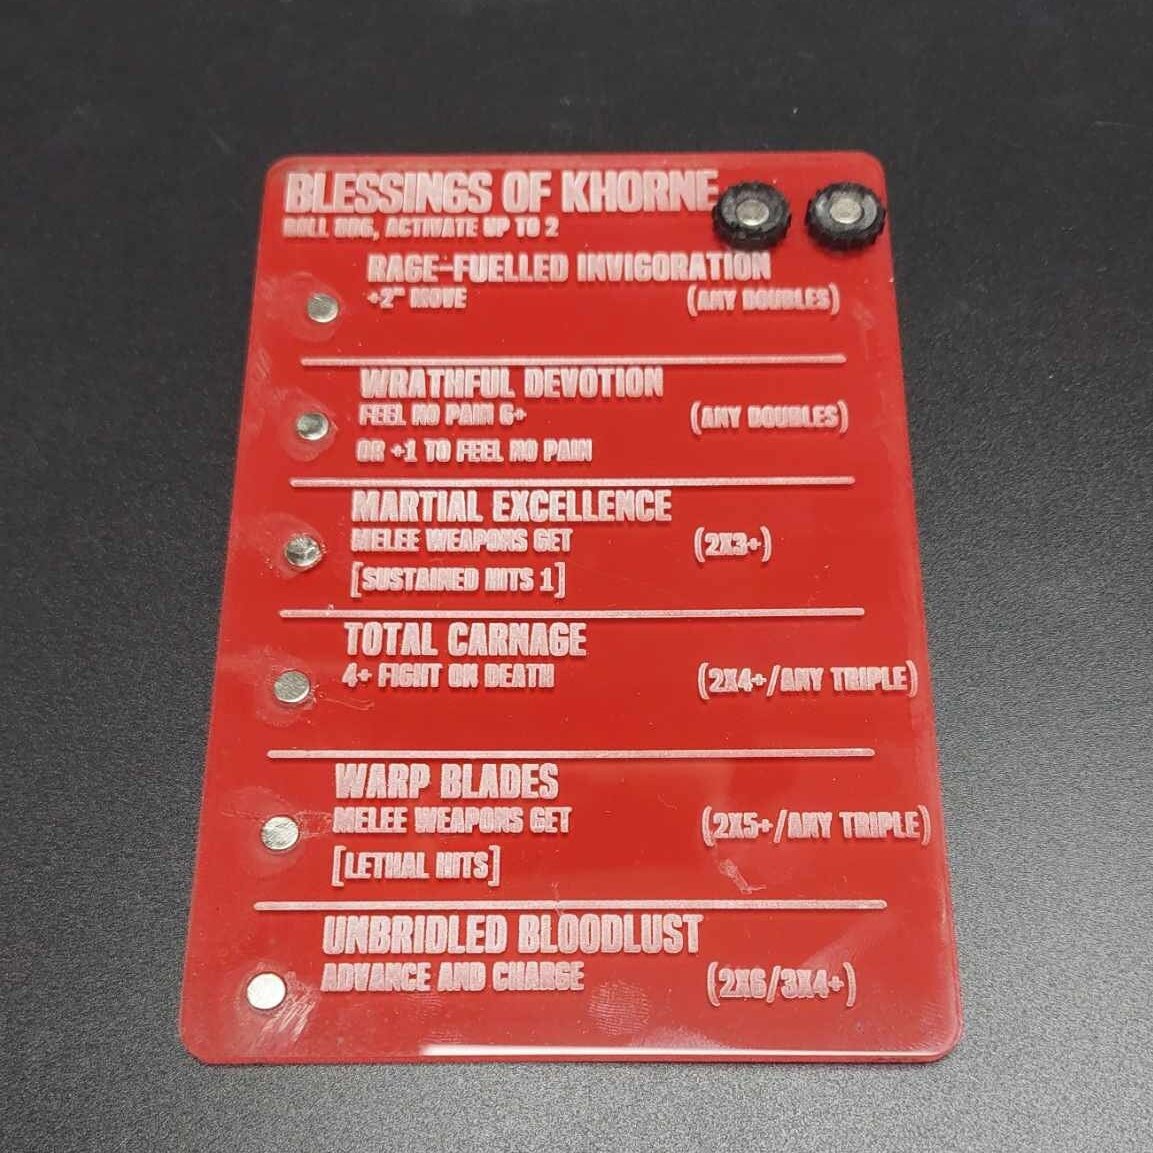 BLESSINGS OF KHORNE
ROLL 8D6, ACTIVATE UP TO 2
RAGE-FUELLED INVIGORATION
+2" MOVE (ANY DOUBLES)
WRATHFUL DEVOTION
FEEL NO PAIN 6+ (ANY DOUBLES)
OR +1 TO FEEL NO PAIN
MARTIAL EXCELLENCE
MELEE WEAPONS GET (2X3+)
[SUSTAINED HITS 1]
TOTAL CARNAGE
4+ FIGHT ON DEATH (2X4+/ANY TRIPLE)
WARP BLADES
MELEE WEAPONS GET (2X5+/ANY TRIPLE)
[LETHAL HITS]
UNBRIDLED BLOODLUST
ADVANCE AND CHARGE (2X6/3X4+)